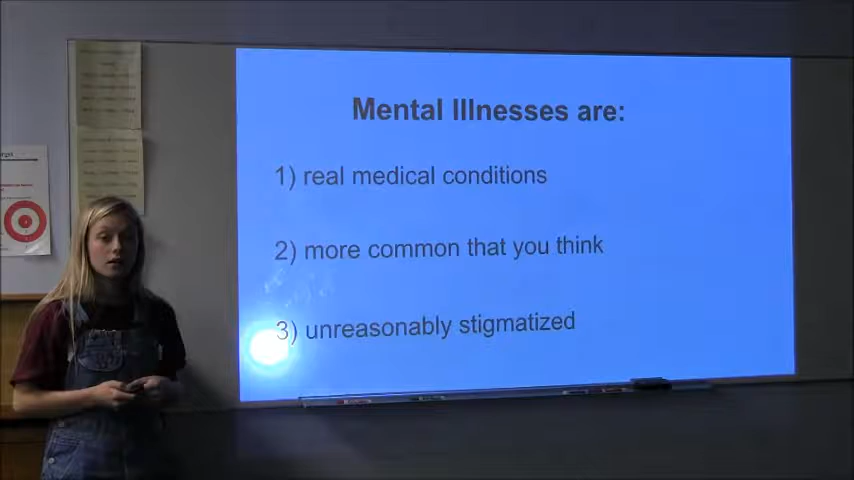 Mental Illnesses are:
1) real medical conditions
2) more common that you think
3) unreasonably stigmatized